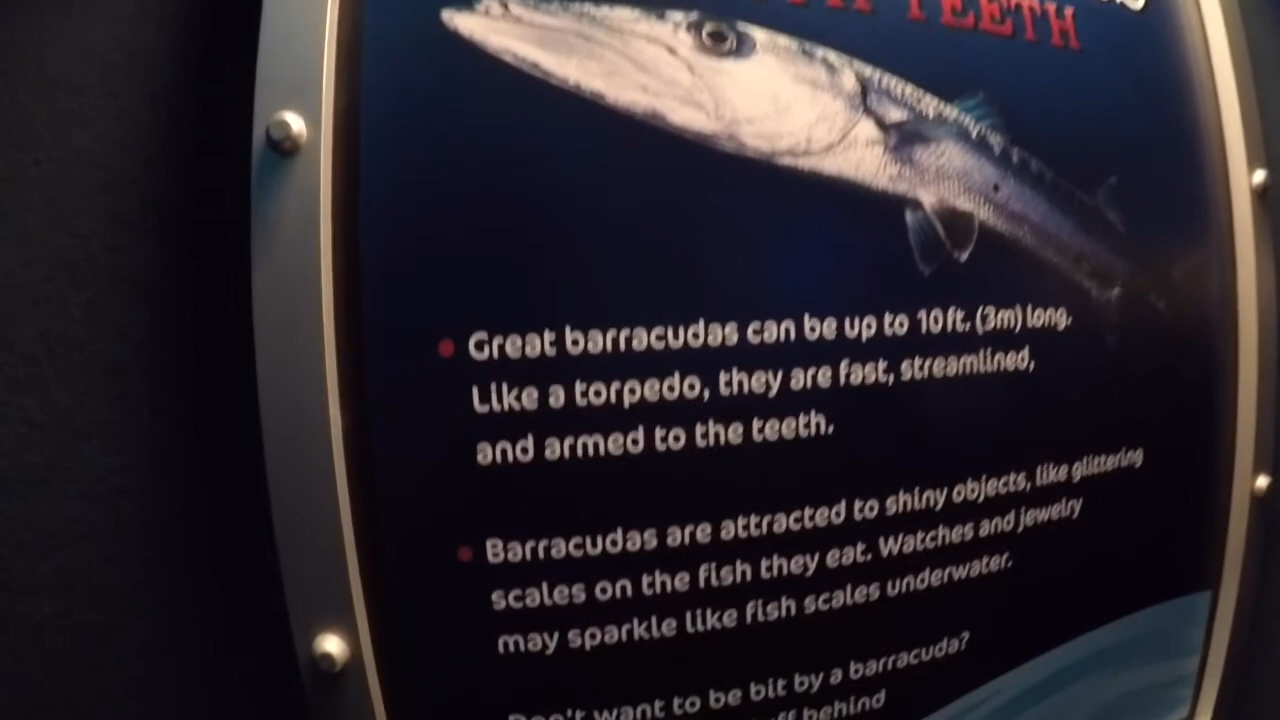 TEETH
Great barracudas can be up to 10 ft. (3m) long.
Like a torpedo, they are fast, streamlined,
and armed to the teeth.
Barracudas are attracted to shiny objects, like glittering
scales on the fish they eat. Watches and jewelry
may sparkle like fish scales underwater.
Don't want to be bit by a barracuda?
behind